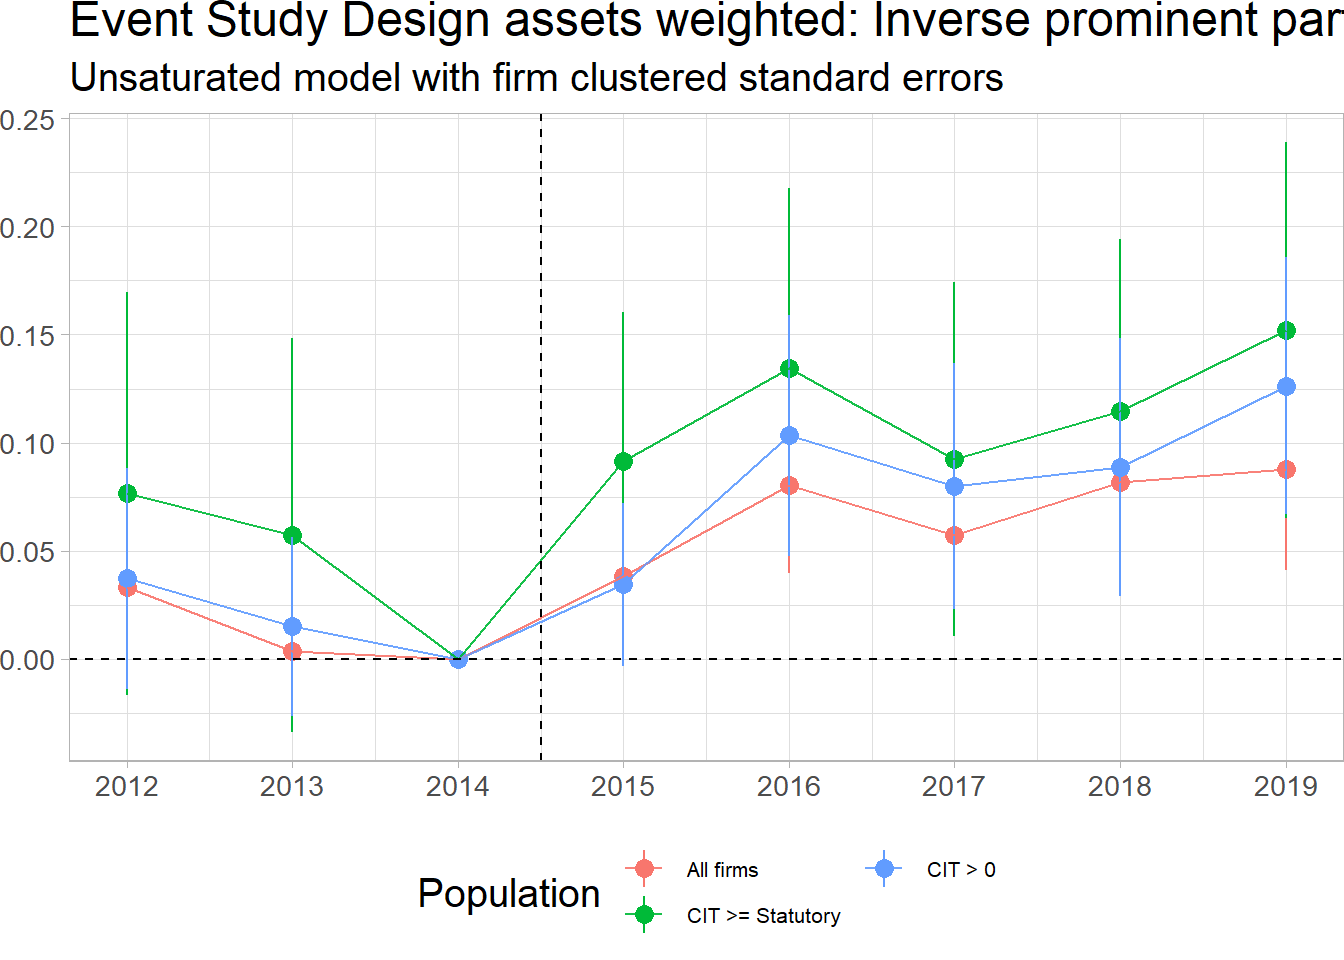 Event Study Design assets weighted: Inverse prominent par
Unsaturated model with firm clustered standard errors
0.25
0.20
0.15
0.10
0.05
0.00
2012 2013 2014 2015 2016 2017 2018 2019
Population
All firms
CIT > 0
CIT >= Statutory